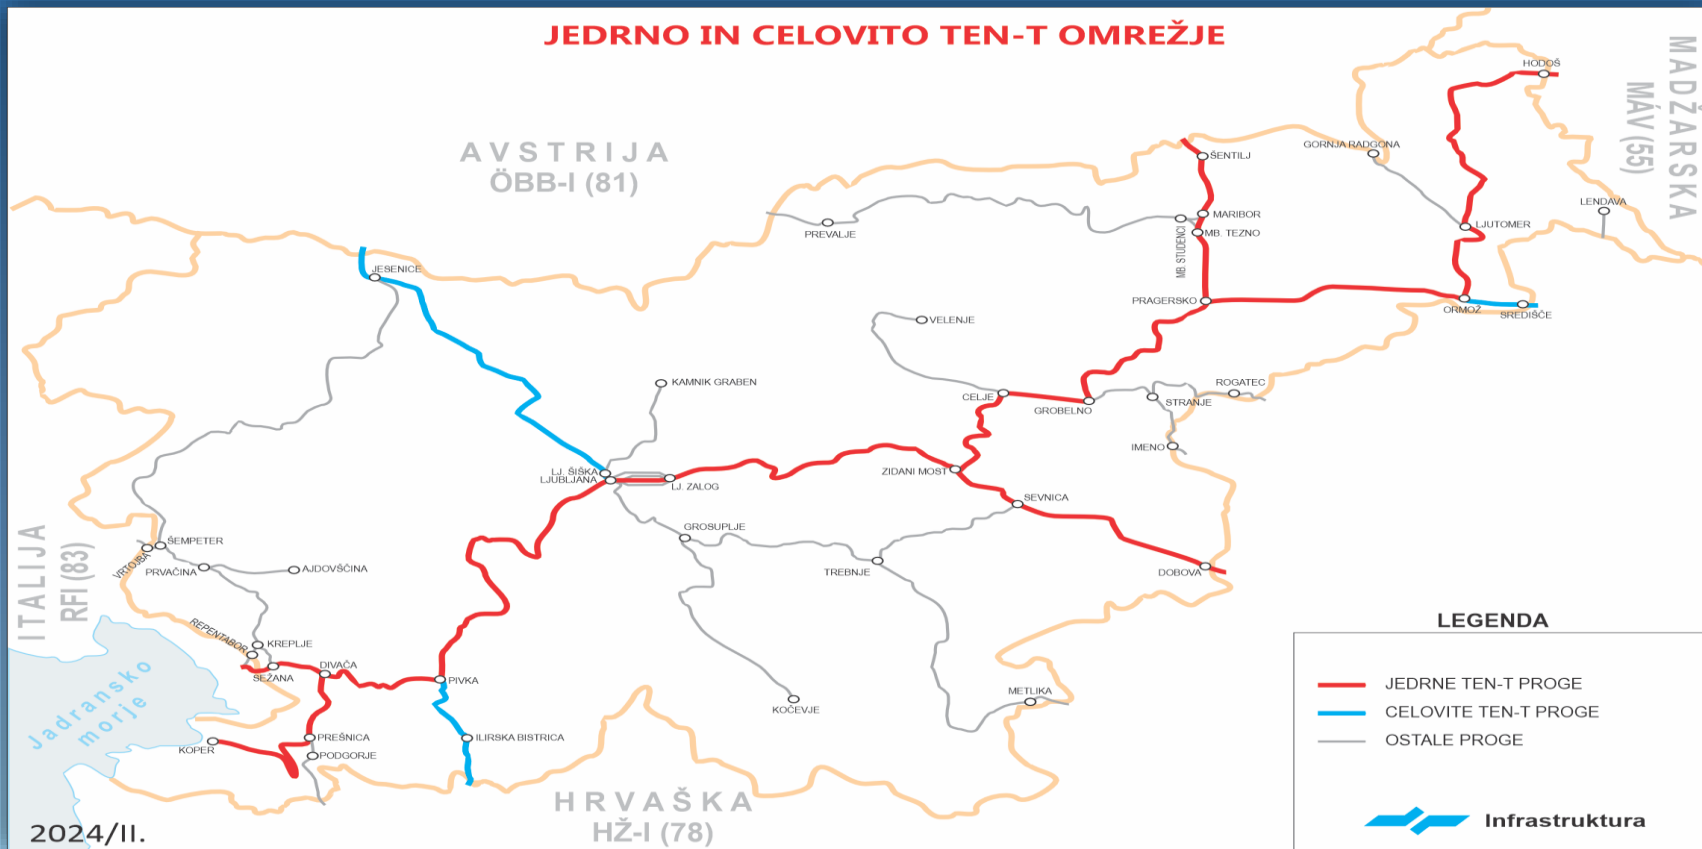 JEDRNO IN CELOVITO TEN-T OMREŽJE
MADŽARSKA
MÁV (55)
HODOŠ
AVSTRIJA
ÖBB-I (81)
GORNJA RADGONA
ŠENTILJ
LENDAVA
MARIBOR
LJUTOMER
PREVALJE
MB. STUDENCI
MB. TEZNO
JESENICE
PRAGERSKO
ORMOŽ
SREDIŠČE
VELENJE
KAMNIK GRABEN
CELJE
GROBELNO
STRANJE
ROGATEC
IMENO
LJ. ŠIŠKA
LJUBLJANA
LJ. ZALOG
ZIDANI MOST
SEVNICA
GROSUPLJE
TREBNJE
DOBOVA
ITALIJA
RFI (83)
ŠEMPETER
VRTOJBA
PRVAČINA
AJDOVŠČINA
REPENTABOR
KREPLJE
SEŽANA
DIVAČA
PIVKA
KOČEVJE
METLIKA
Jadransko
morje
KOPER
PREŠNICA
PODGORJE
ILIRSKA BISTRICA
HRVAŠKA
HŽ-I (78)
LEGENDA
JEDRNE TEN-T PROGE
CELOVITE TEN-T PROGE
OSTALE PROGE
Infrastruktura
2024/II.